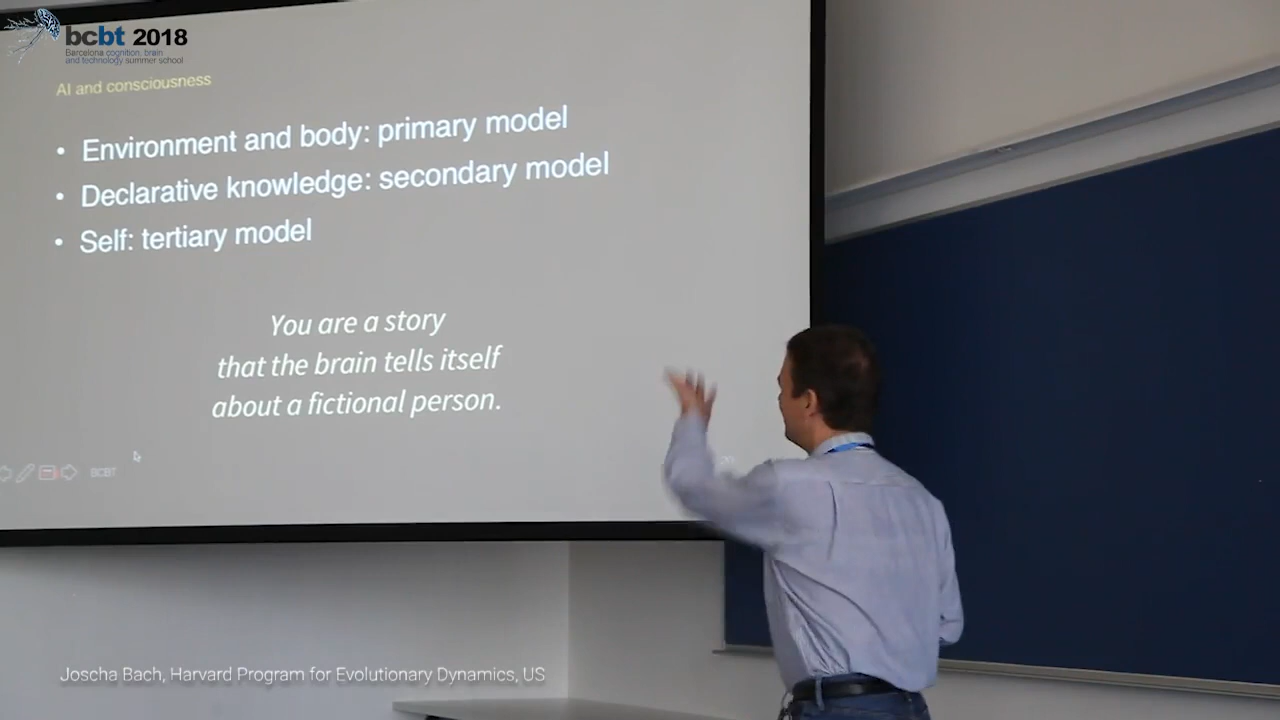 bcbt 2018
Barcelona cognition, brain
and technology summer school
AI and consciousness
• Environment and body: primary model
• Declarative knowledge: secondary model
• Self: tertiary model
You are a story
that the brain tells itself
about a fictional person.
BCBT
Joscha Bach, Harvard Program for Evolutionary Dynamics, US